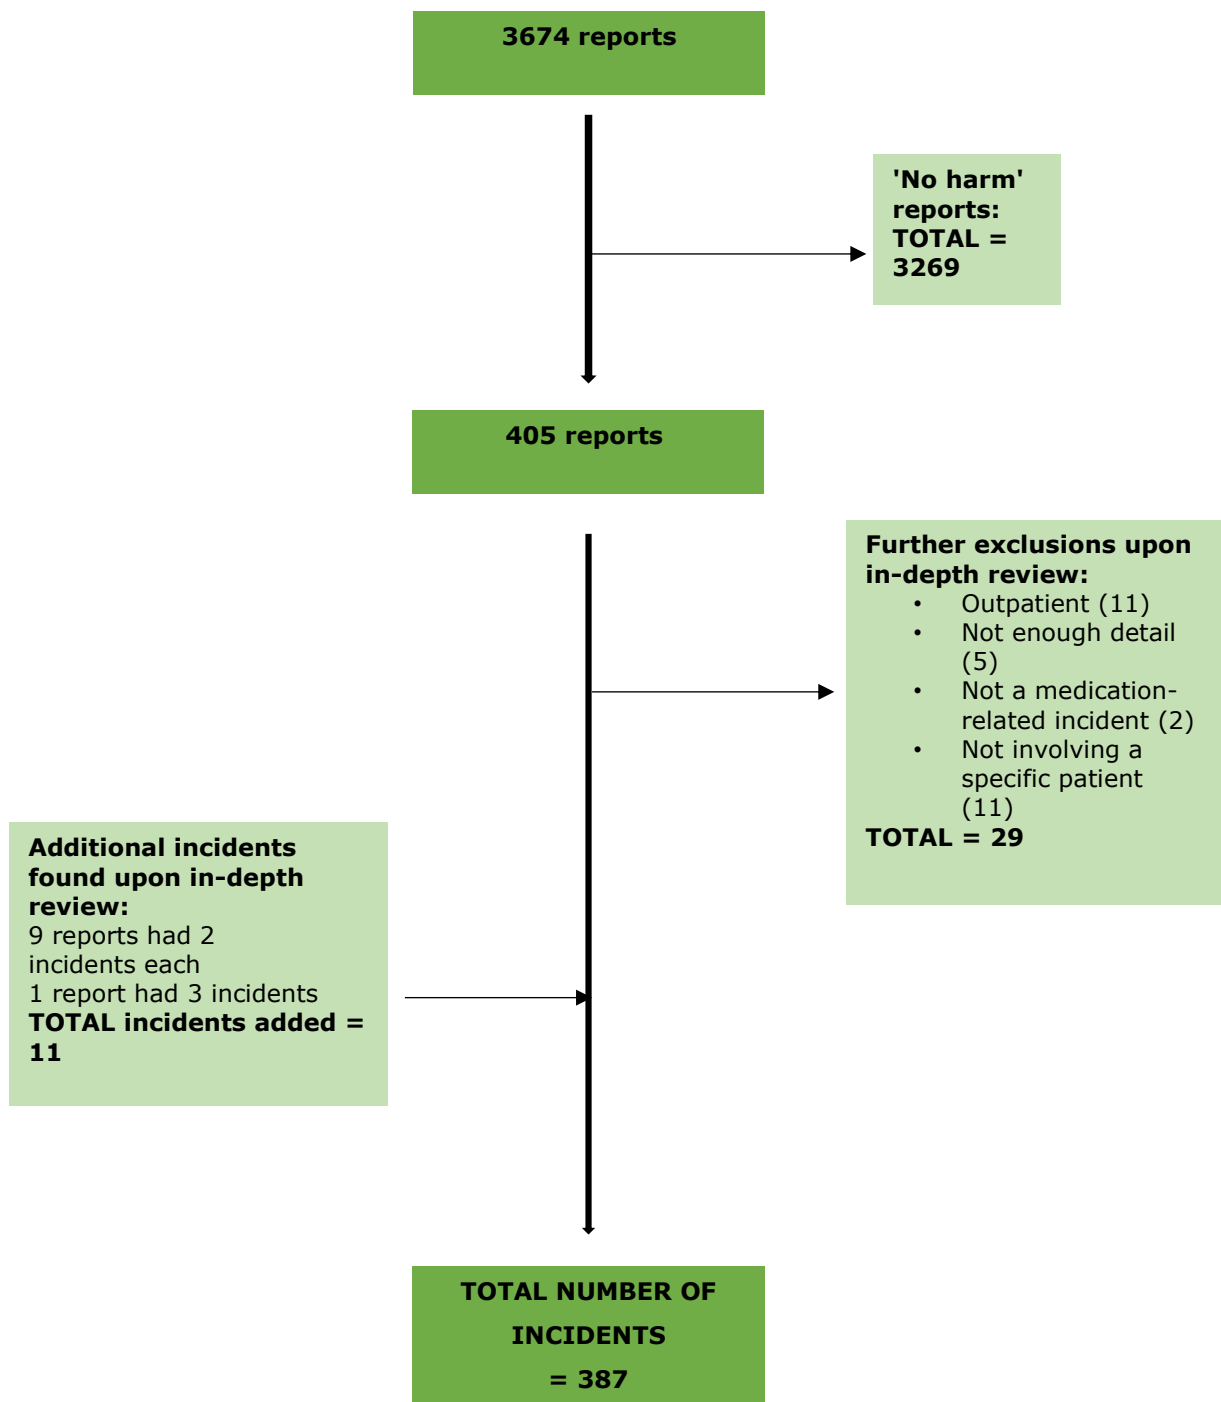 3674 reports
'No harm'
reports:
TOTAL =
3269
405 reports
Further exclusions upon
in-depth review:
• Outpatient (11)
• Not enough detail
(5)
• Not a medication-
related incident (2)
• Not involving a
specific patient
(11)
TOTAL = 29
Additional incidents
found upon in-depth
review:
9 reports had 2
incidents each
1 report had 3 incidents
TOTAL incidents added =
11
TOTAL NUMBER OF
INCIDENTS
= 387